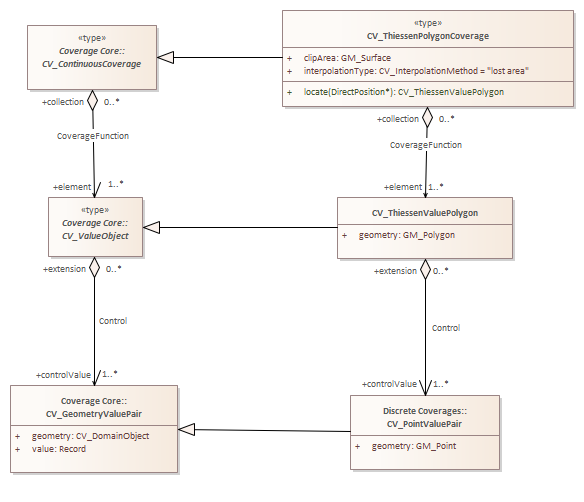 «type»
Coverage Core::
CV_ContinuousCoverage
«type»
CV_ThiessenPolygonCoverage
+ clipArea: GM_Surface
+ interpolationType: CV_InterpolationMethod = "lost area"
+ locate(DirectPosition*): CV_ThiessenValuePolygon
+collection 0..*
CoverageFunction
+element 1..*
+collection 0..*
CoverageFunction
+element 1..*
«type»
Coverage Core::
CV_ValueObject
CV_ThiessenValuePolygon
+ geometry: GM_Polygon
+extension 0..*
Control
+controlValue 1..*
+extension 0..*
Control
+controlValue 1..*
Coverage Core::
CV_GeometryValuePair
+ geometry: CV_DomainObject
+ value: Record
Discrete Coverages::
CV_PointValuePair
+ geometry: GM_Point